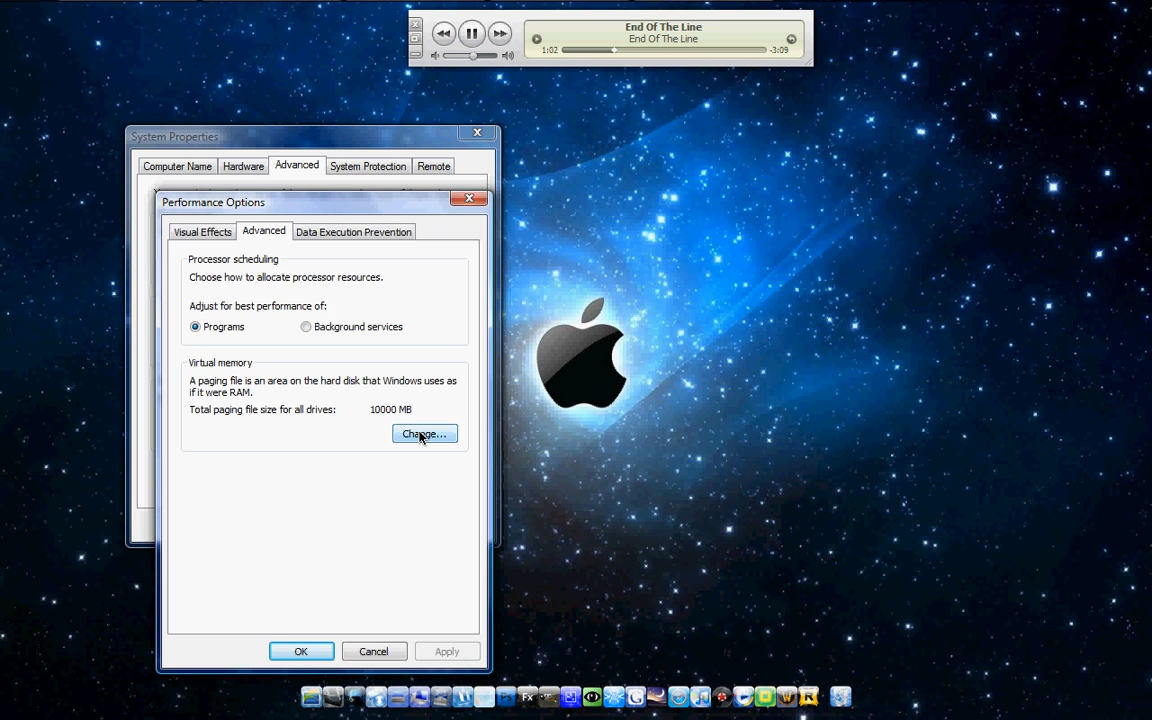 End Of The Line
End Of The Line
1:02
-3:09
System Properties
Computer Name
Hardware
Advanced
System Protection
Remote
Performance Options
Visual Effects
Advanced
Data Execution Prevention
Processor scheduling
Choose how to allocate processor resources.
Adjust for best performance of:
Programs
Background services
Virtual memory
A paging file is an area on the hard disk that Windows uses as
if it were RAM.
Total paging file size for all drives: 10000 MB
Change...
OK
Cancel
Apply
Ps
Fx
G
W
R